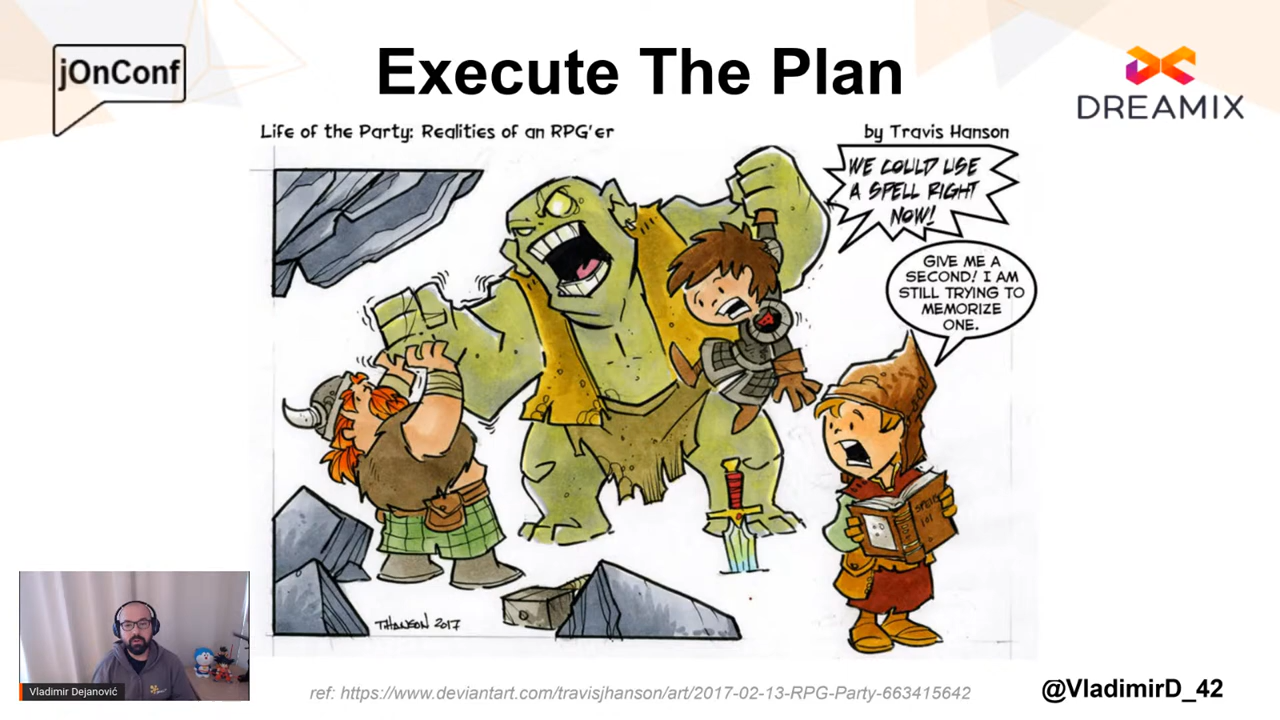 jOnConf
Execute The Plan
DREAMIX
Life of the Party: Realities of an RPG'er
by Travis Hanson
WE COULD USE
A SPELL RIGHT
NOW!
GIVE ME A
SECOND! I AM
STILL TRYING TO
MEMORIZE
ONE.
SPELLS
101
THANSON 2017
Vladimir Dejanović
ref: https://www.deviantart.com/travisjhanson/art/2017-02-13-RPG-Party-663415642
@VladimirD_42